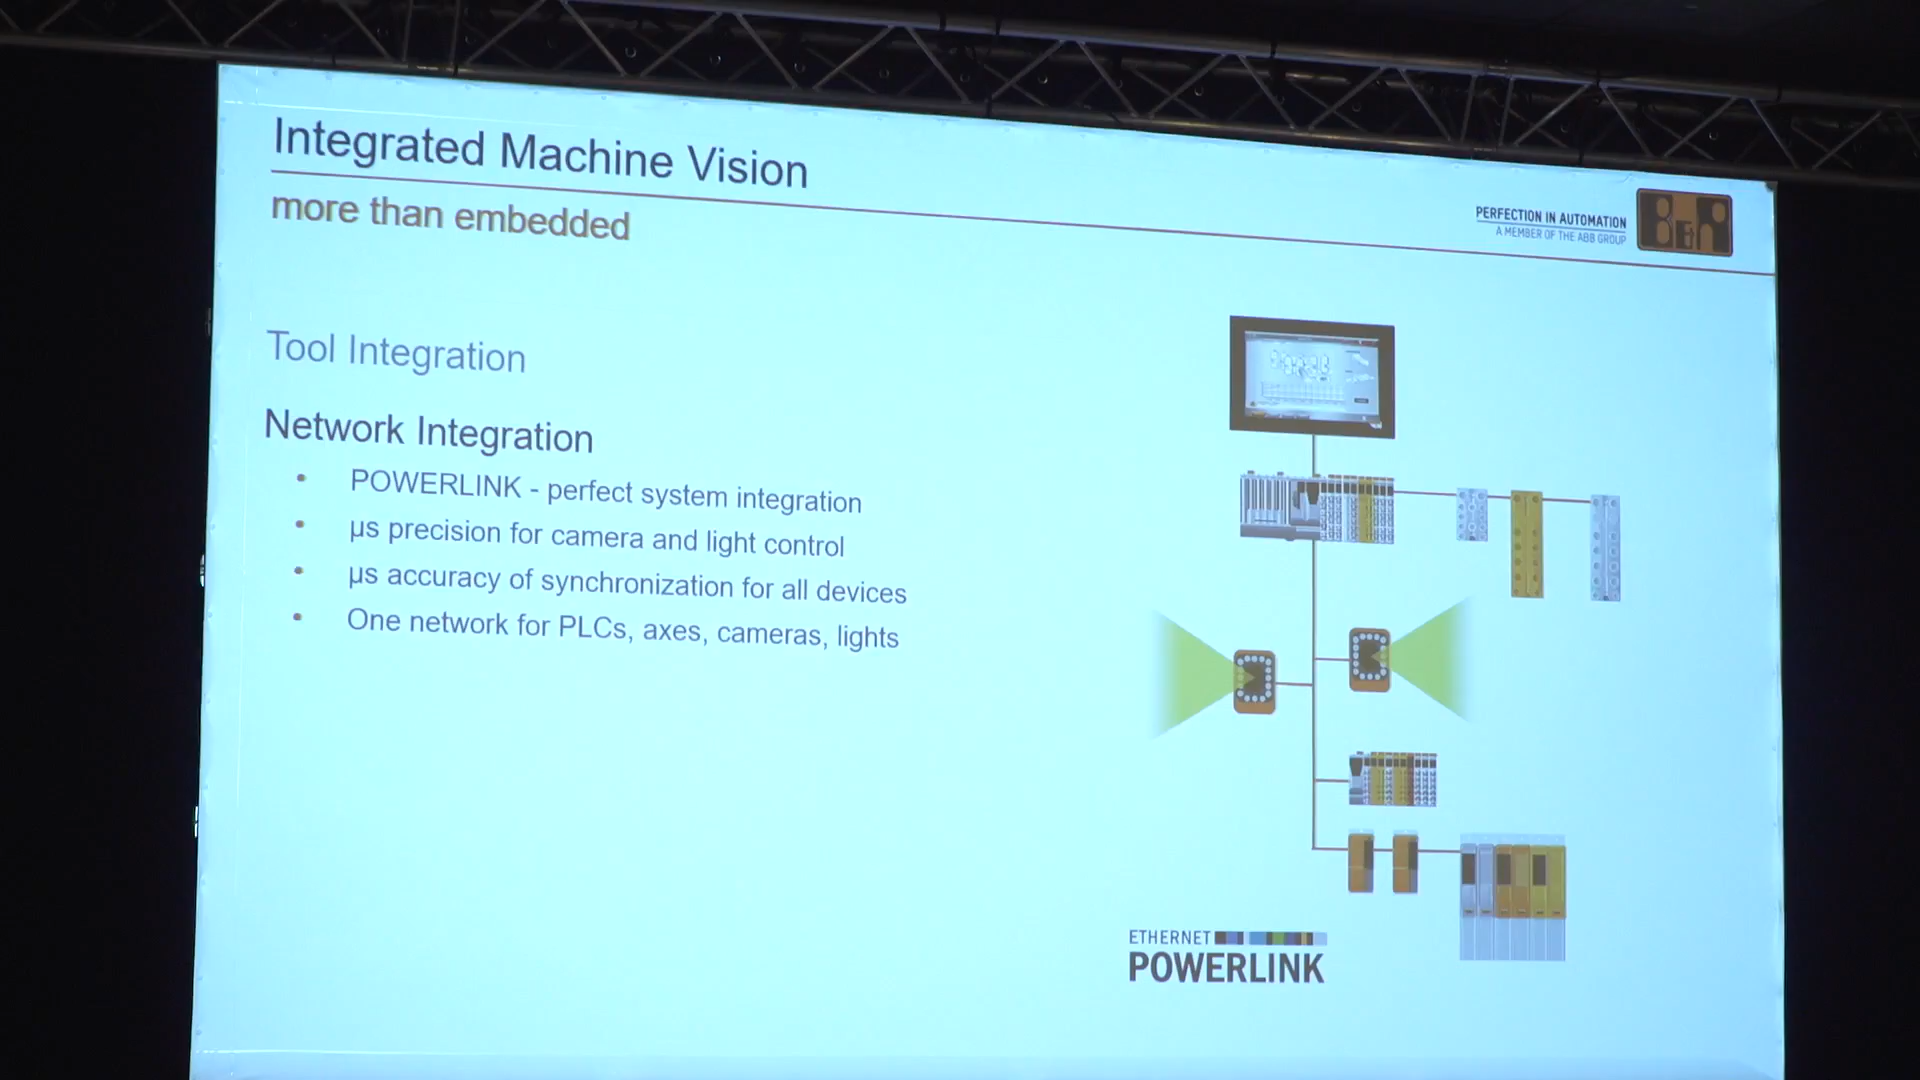 Integrated Machine Vision
more than embedded
PERFECTION IN AUTOMATION
A MEMBER OF THE ABB GROUP
B&R
Tool Integration
Network Integration
• POWERLINK - perfect system integration
• µs precision for camera and light control
• µs accuracy of synchronization for all devices
• One network for PLCs, axes, cameras, lights
ETHERNET
POWERLINK